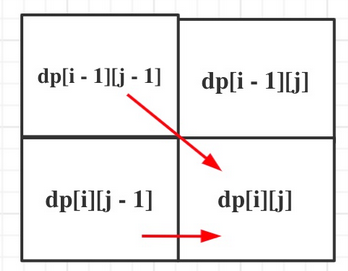 dp[i - 1][j - 1]
dp[i - 1][j]
dp[i][j - 1]
dp[i][j]